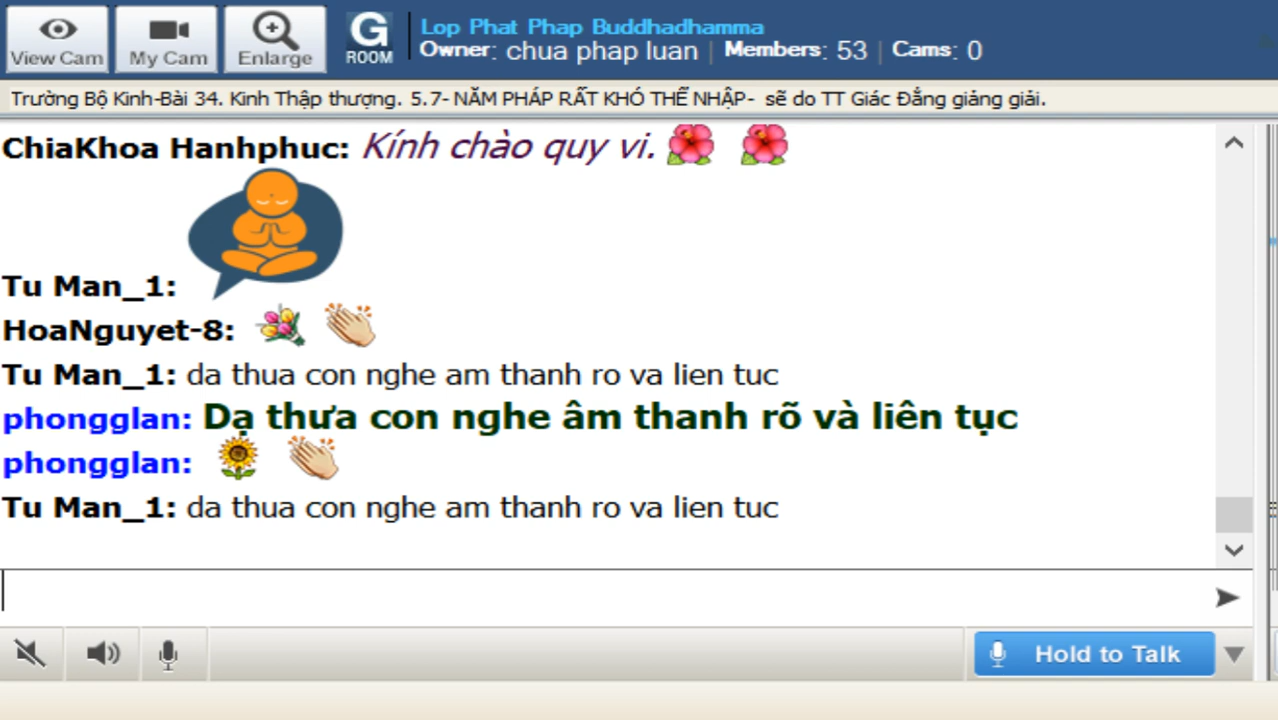 Lop Phat Phap Buddhadhamma
View Cam My Cam Enlarge G ROOM Owner: chua phap luan | Members: 53 | Cams: 0
Trường Bộ Kinh-Bài 34. Kinh Thập thượng. 5.7- NĂM PHÁP RẤT KHÓ THỂ NHẬP- sẽ do TT Giác Đẳng giảng giải.
ChiaKhoa Hanhphuc: Kính chào quy vi.
Tu Man_1:
HoaNguyet-8:
Tu Man_1: da thua con nghe am thanh ro va lien tuc
phongglan: Dạ thưa con nghe âm thanh rõ và liên tục
phongglan:
Tu Man_1: da thua con nghe am thanh ro va lien tuc
Hold to Talk